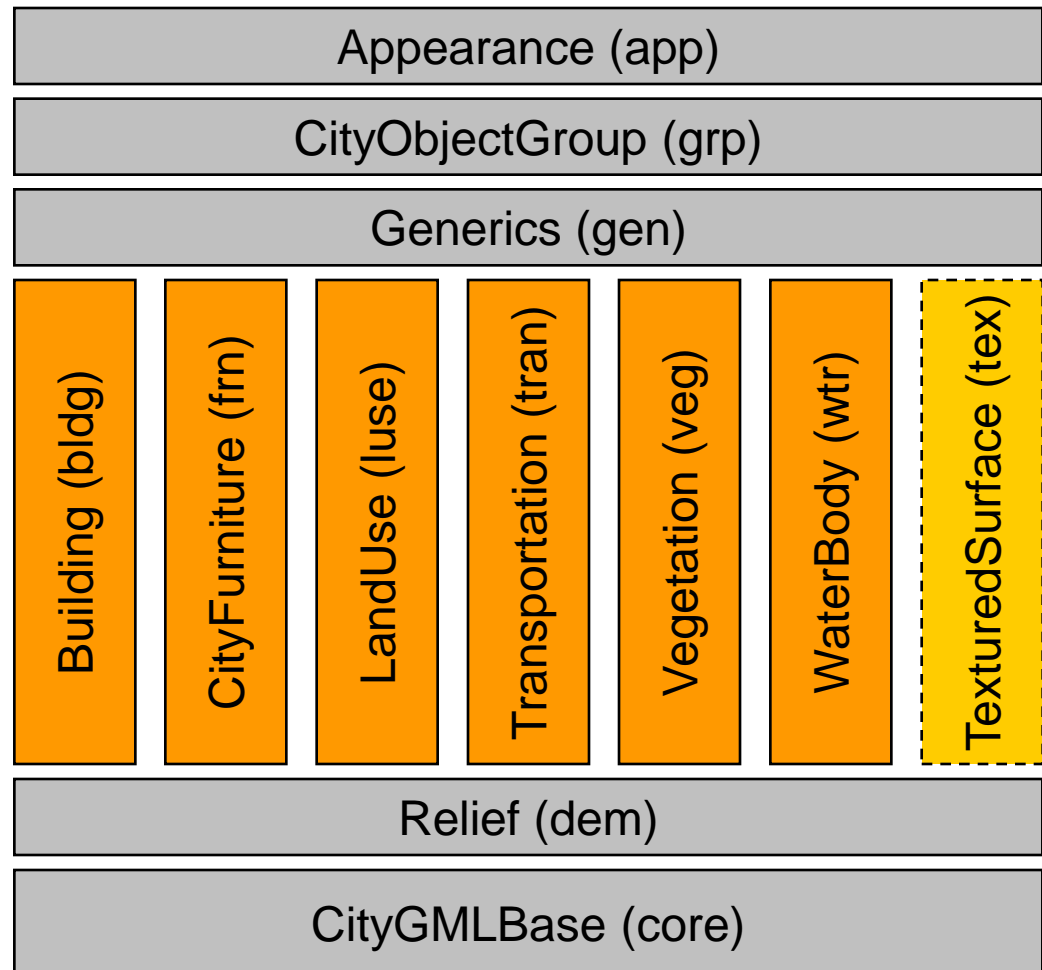 Appearance (app)
CityObjectGroup (grp)
Generics (gen)
Building (bldg)
CityFurniture (frn)
LandUse (luse)
Transportation (tran)
Vegetation (veg)
WaterBody (wtr)
TexturedSurface (tex)
Relief (dem)
CityGMLBase (core)